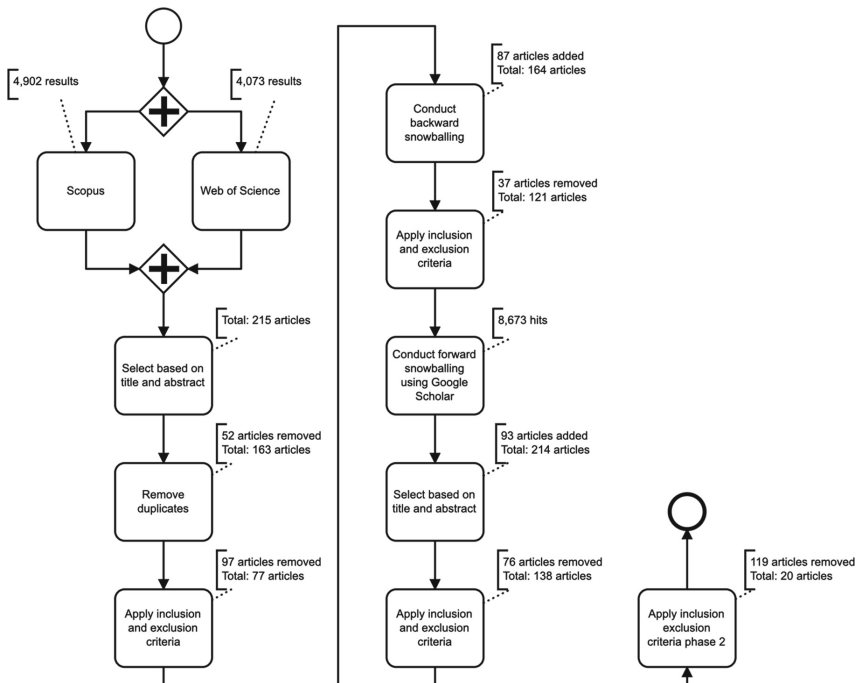 4,902 results
4,073 results
Scopus
Web of Science
Total: 215 articles
Select based on
title and abstract
52 articles removed
Total: 163 articles
Remove
duplicates
97 articles removed
Total: 77 articles
Apply inclusion
and exclusion
criteria
87 articles added
Total: 164 articles
Conduct
backward
snowballing
37 articles removed
Total: 121 articles
Apply inclusion
and exclusion
criteria
8,673 hits
Conduct forward
snowballing
using Google
Scholar
93 articles added
Total: 214 articles
Select based on
title and abstract
76 articles removed
Total: 138 articles
Apply inclusion
and exclusion
criteria
119 articles removed
Total: 20 articles
Apply inclusion
exclusion
criteria phase 2